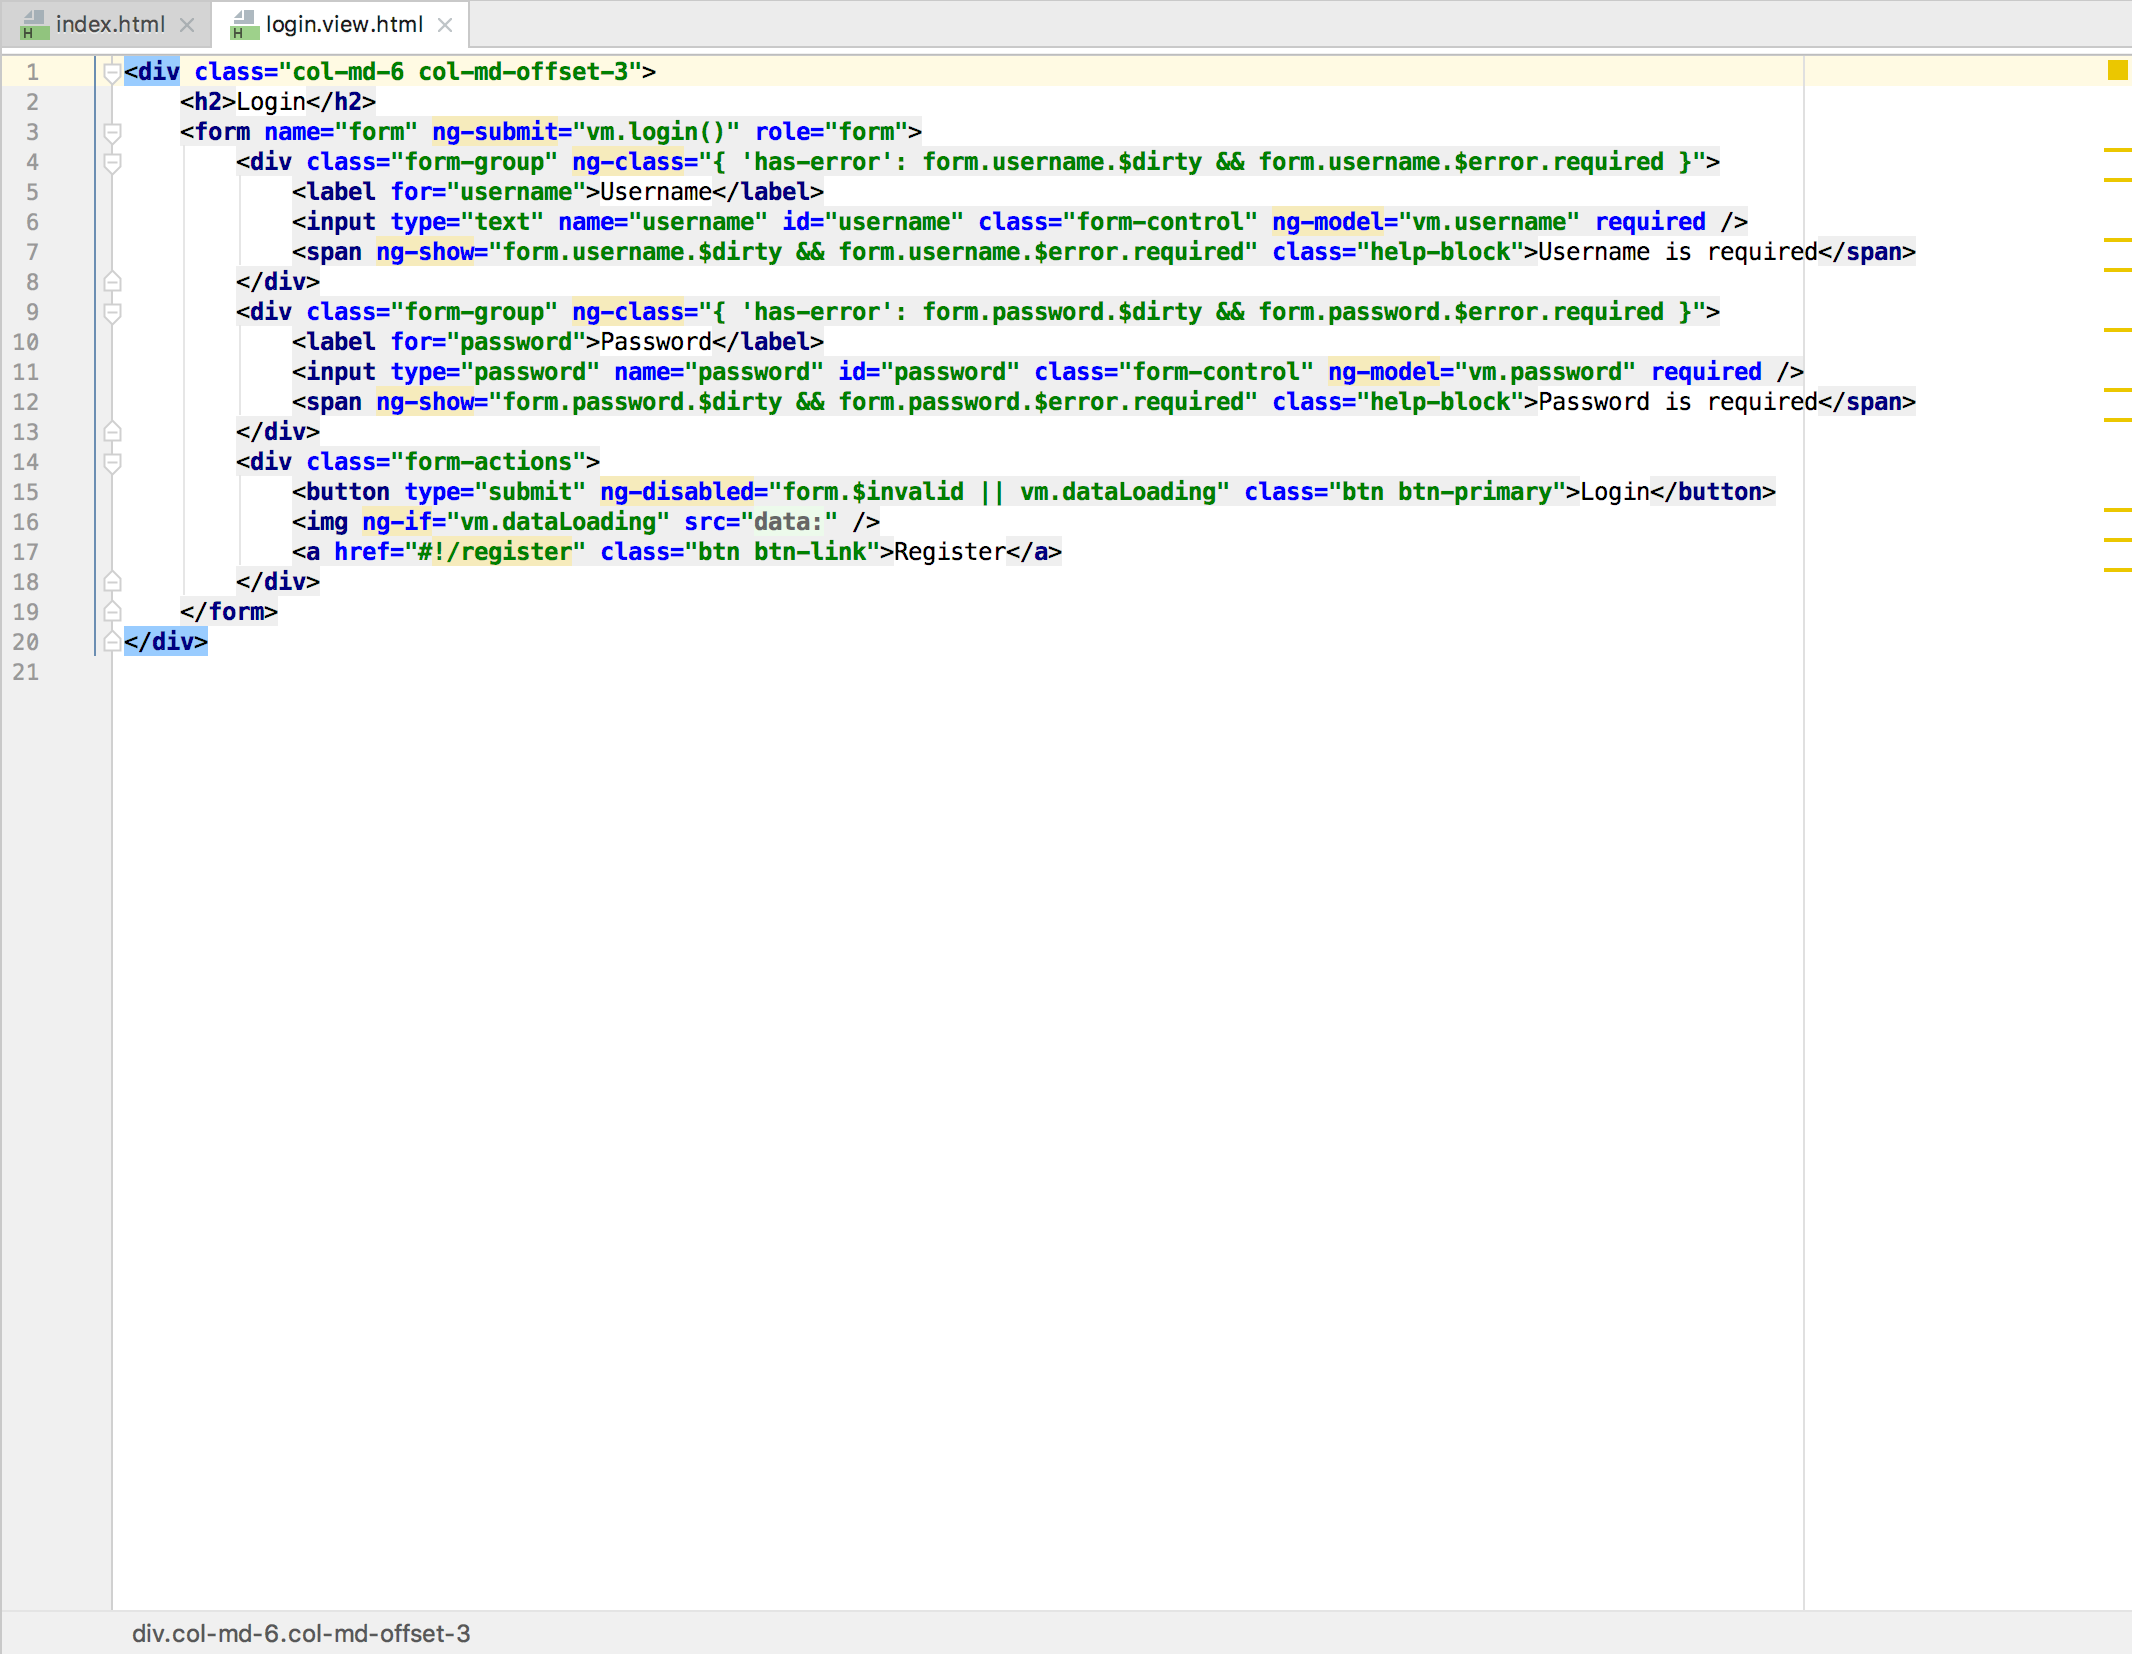 index.html
login.view.html
1 <div class="col-md-6 col-md-offset-3">
2     <h2>Login</h2>
3     <form name="form" ng-submit="vm.login()" role="form">
4         <div class="form-group" ng-class="{ 'has-error': form.username.$dirty && form.username.$error.required }">
5             <label for="username">Username</label>
6             <input type="text" name="username" id="username" class="form-control" ng-model="vm.username" required />
7             <span ng-show="form.username.$dirty && form.username.$error.required" class="help-block">Username is required</span>
8         </div>
9         <div class="form-group" ng-class="{ 'has-error': form.password.$dirty && form.password.$error.required }">
10             <label for="password">Password</label>
11             <input type="password" name="password" id="password" class="form-control" ng-model="vm.password" required />
12             <span ng-show="form.password.$dirty && form.password.$error.required" class="help-block">Password is required</span>
13         </div>
14         <div class="form-actions">
15             <button type="submit" ng-disabled="form.$invalid || vm.dataLoading" class="btn btn-primary">Login</button>
16             <img ng-if="vm.dataLoading" src="data:" />
17             <a href="#!/register" class="btn btn-link">Register</a>
18         </div>
19     </form>
20 </div>
21
div.col-md-6.col-md-offset-3